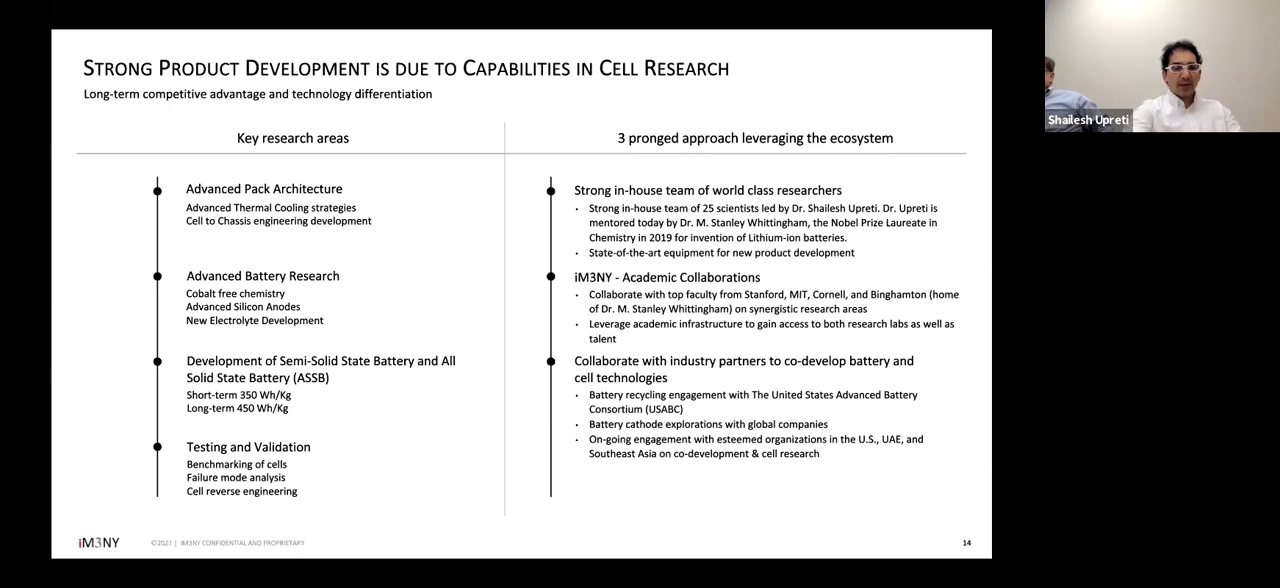 STRONG PRODUCT DEVELOPMENT IS DUE TO CAPABILITIES IN CELL RESEARCH
Long-term competitive advantage and technology differentiation
Key research areas
Advanced Pack Architecture
Advanced Thermal Cooling strategies
Cell to Chassis engineering development
Advanced Battery Research
Cobalt free chemistry
Advanced Silicon Anodes
New Electrolyte Development
Development of Semi-Solid State Battery and All
Solid State Battery (ASSB)
Short-term 350 Wh/Kg
Long-term 450 Wh/Kg
Testing and Validation
Benchmarking of cells
Failure mode analysis
Cell reverse engineering
3 pronged approach leveraging the ecosystem
Strong in-house team of world class researchers
· Strong in-house team of 25 scientists led by Dr. Shailesh Upreti. Dr. Upreti is
mentored today by Dr. M. Stanley Whittingham, the Nobel Prize Laureate in
Chemistry in 2019 for invention of Lithium-ion batteries.
· State-of-the-art equipment for new product development
iM3NY - Academic Collaborations
· Collaborate with top faculty from Stanford, MIT, Cornell, and Binghamton (home
of Dr. M. Stanley Whittingham) on synergistic research areas
· Leverage academic infrastructure to gain access to both research labs as well as
talent
Collaborate with industry partners to co-develop battery and
cell technologies
· Battery recycling engagement with The United States Advanced Battery
Consortium (USABC)
· Battery cathode explorations with global companies
· On-going engagement with esteemed organizations in the U.S., UAE, and
Southeast Asia on co-development & cell research
iM3NY
©2021 | iM3NY CONFIDENTIAL AND PROPRIETARY
14
Shailesh Upreti